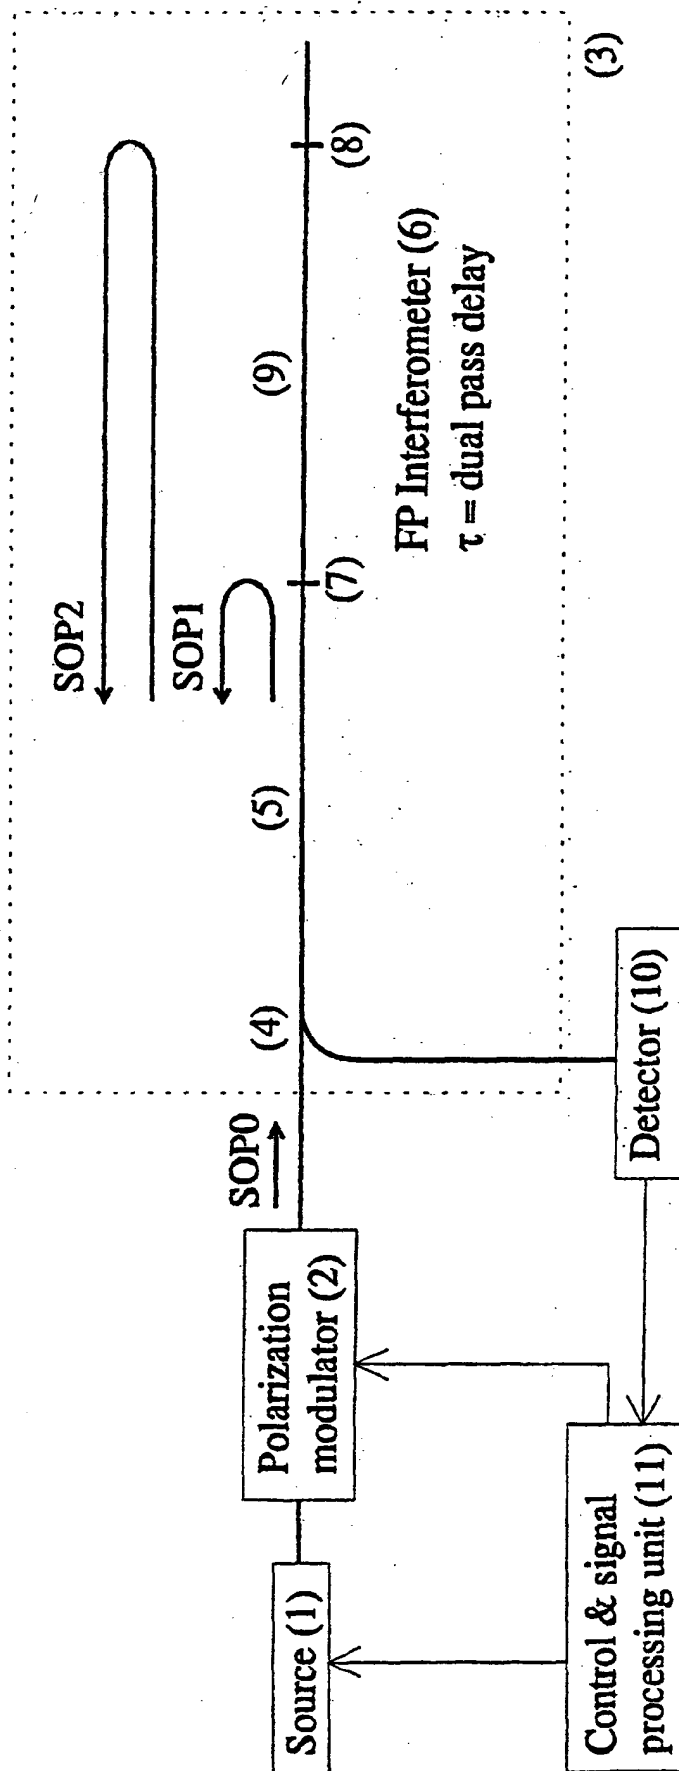 SOP2
SOP1
(5)
(9)
(7)
(8)
FP Interferometer (6)
τ = dual pass delay
(3)
(4)
SOP0
Source (1)
Polarization
modulator (2)
Detector (10)
Control & signal
processing unit (11)